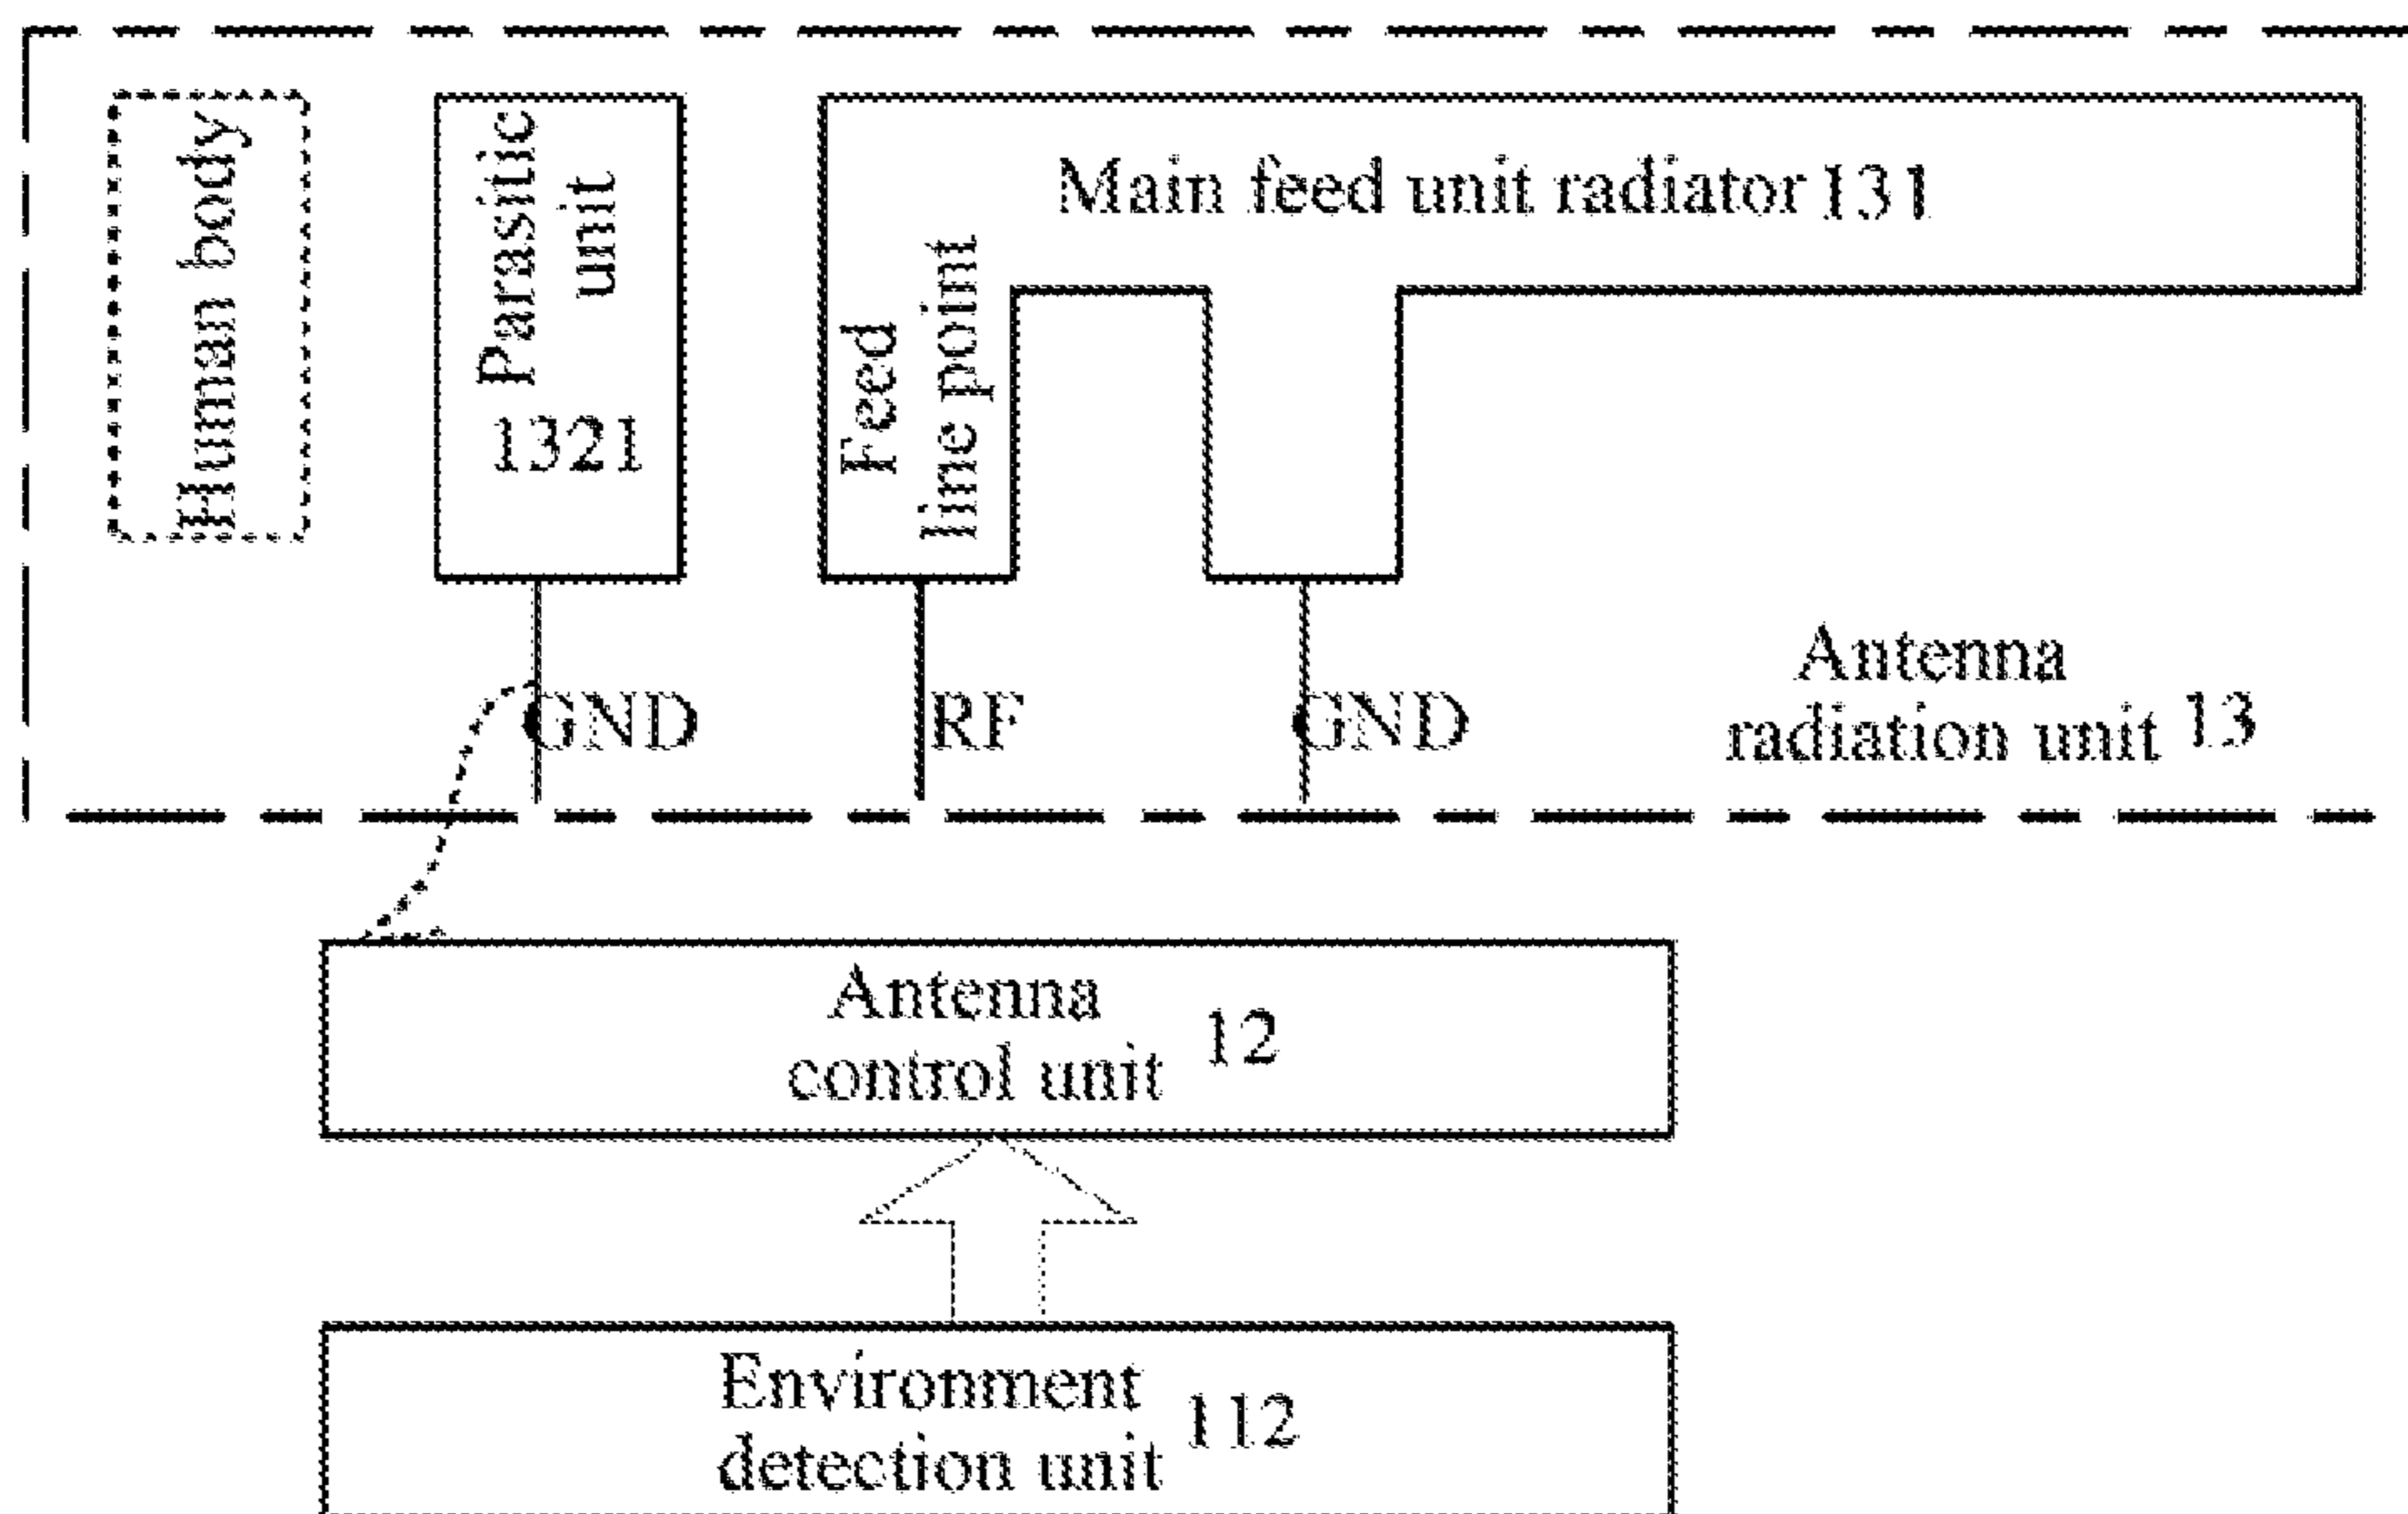 Human body
Parasitic
unit
1321
Feed
line point
Main feed unit radiator 131
GND
RF
GND
Antenna
radiation unit 13
Antenna
control unit 12
Environment
detection unit 112